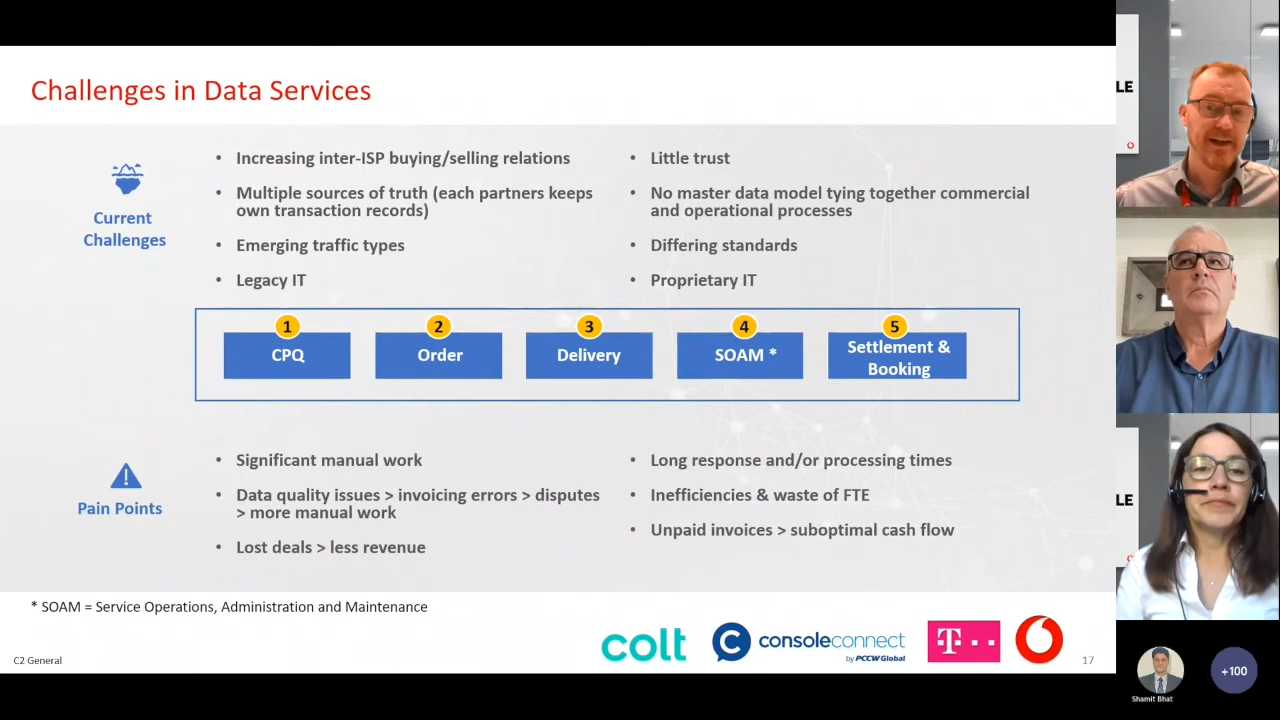 Challenges in Data Services
Current
Challenges
• Increasing inter-ISP buying/selling relations
• Multiple sources of truth (each partners keeps
own transaction records)
• Emerging traffic types
• Legacy IT
• Little trust
• No master data model tying together commercial
and operational processes
• Differing standards
• Proprietary IT
1
CPQ
2
Order
3
Delivery
4
SOAM *
5
Settlement &
Booking
Pain Points
• Significant manual work
• Data quality issues > invoicing errors > disputes
> more manual work
• Lost deals > less revenue
• Long response and/or processing times
• Inefficiencies & waste of FTE
• Unpaid invoices > suboptimal cash flow
* SOAM = Service Operations, Administration and Maintenance
C2 General
colt
C consoleconnect
by PCCW Global
T
17
LE
LE
Shamit Bhat
+100